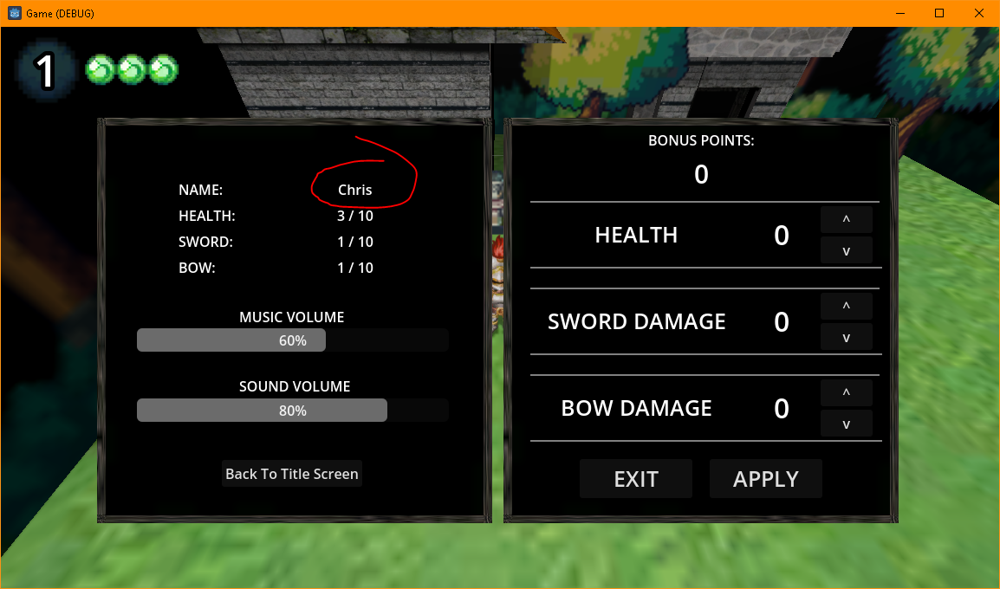 Game (DEBUG)
1
NAME: Chris
HEALTH: 3 / 10
SWORD: 1 / 10
BOW: 1 / 10
MUSIC VOLUME
60%
SOUND VOLUME
80%
Back To Title Screen
BONUS POINTS:
0
HEALTH 0 ^ v
SWORD DAMAGE 0 ^ v
BOW DAMAGE 0 ^ v
EXIT APPLY